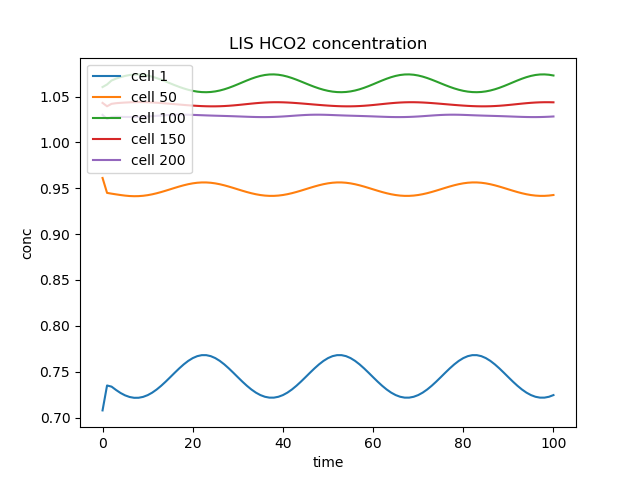 LIS HCO2 concentration
cell 1
cell 50
cell 100
cell 150
cell 200
1.05
1.00
0.95
0.90
0.85
0.80
0.75
0.70
conc
0 20 40 60 80 100
time